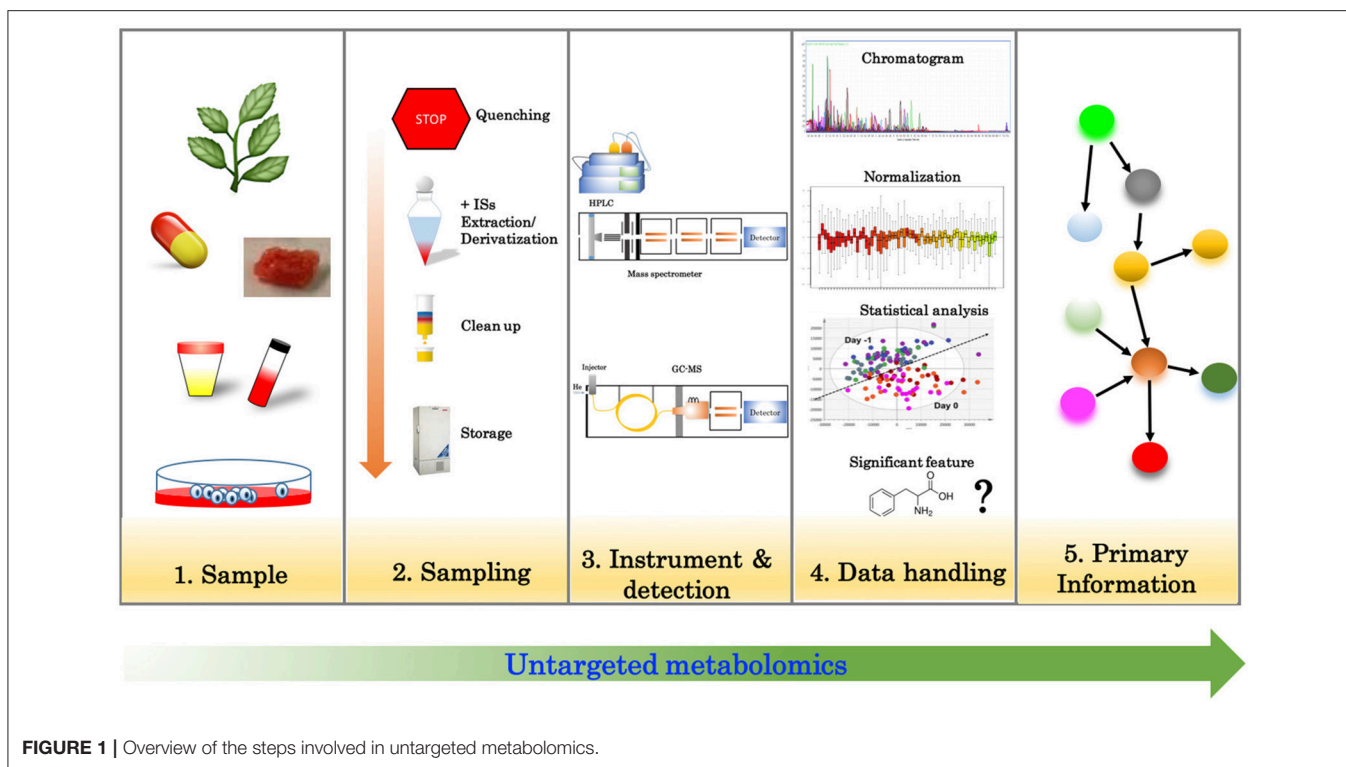 STOP
Quenching
+ ISs
Extraction/
Derivatization
Clean up
Storage
HPLC
Detector
Mass spectrometer
Injector
GC-MS
He
Detector
Chromatogram
Normalization
Statistical analysis
Day -1
Day 0
Significant feature
O
OH
NH2
?
1. Sample
2. Sampling
3. Instrument &
detection
4. Data handling
5. Primary
Information
Untargeted metabolomics
FIGURE 1 | Overview of the steps involved in untargeted metabolomics.